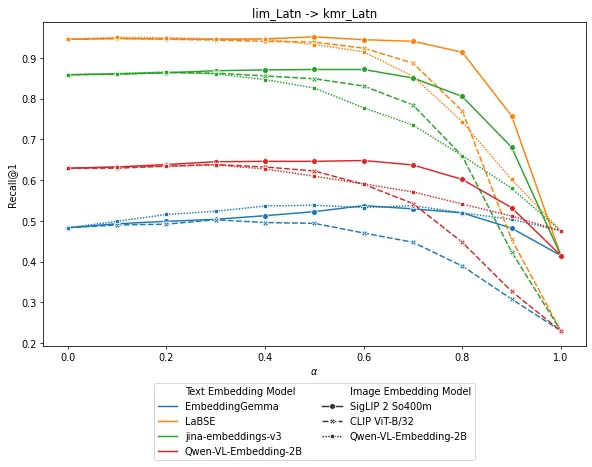 lim_Latn -> kmr_Latn
Recall@1
0.9
0.8
0.7
0.6
0.5
0.4
0.3
0.2
0.0 0.2 0.4 0.6 0.8 1.0
α
Text Embedding Model
EmbeddingGemma
LaBSE
jina-embeddings-v3
Qwen-VL-Embedding-2B
Image Embedding Model
SigLIP 2 So400m
CLIP ViT-B/32
Qwen-VL-Embedding-2B